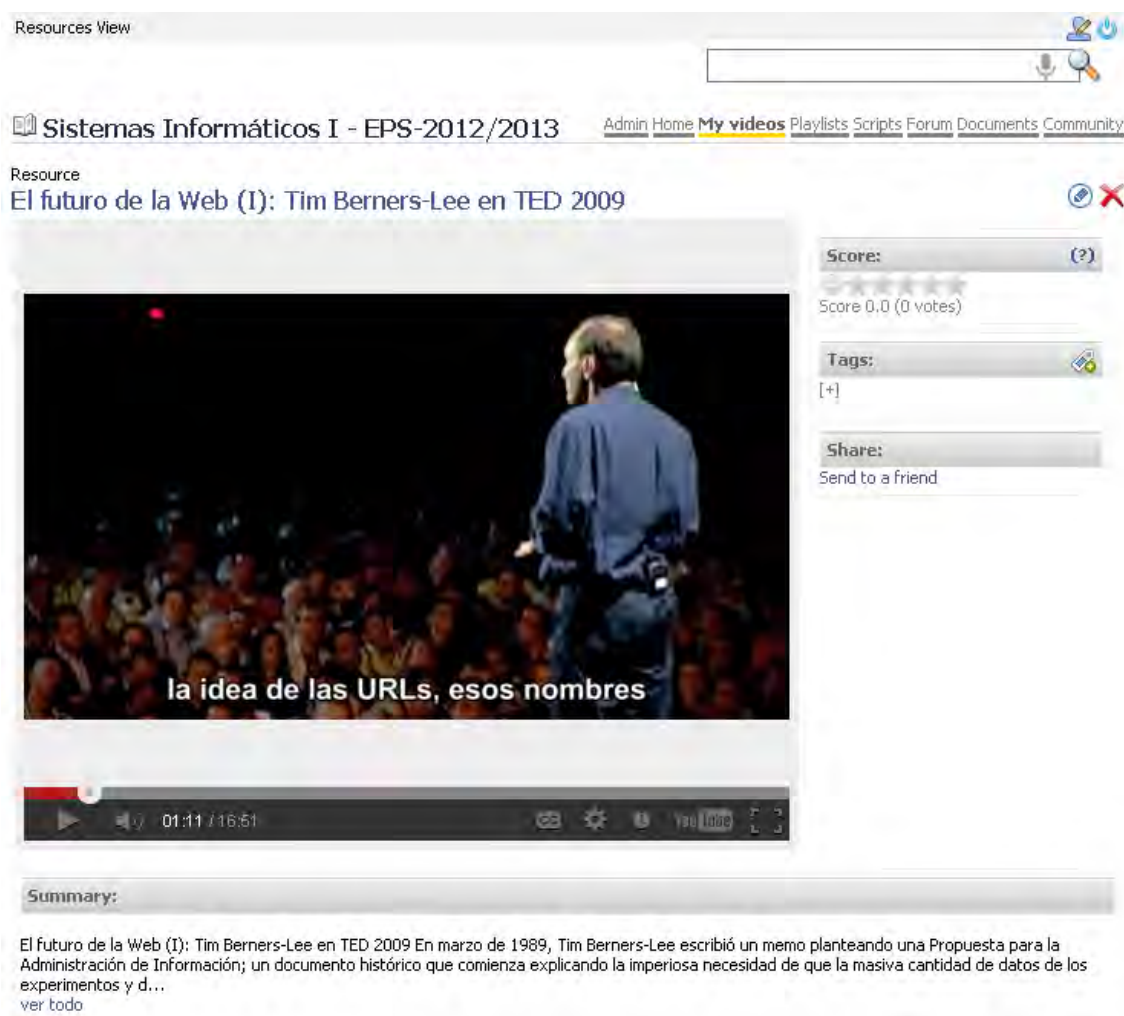 Resources View
Sistemas Informáticos I - EPS-2012/2013
Admin Home My videos Playlists Scripts Forum Documents Community
Resource
El futuro de la Web (I): Tim Berners-Lee en TED 2009
Score: (?)
Score 0.0 (0 votes)
Tags:
[+]
Share:
Send to a friend
la idea de las URLs, esos nombres
01:11 / 16:51
CC
YouTube
Summary:
El futuro de la Web (I): Tim Berners-Lee en TED 2009 En marzo de 1989, Tim Berners-Lee escribió un memo planteando una Propuesta para la
Administración de Información; un documento histórico que comienza explicando la imperiosa necesidad de que la masiva cantidad de datos de los
experimentos y d...
ver todo